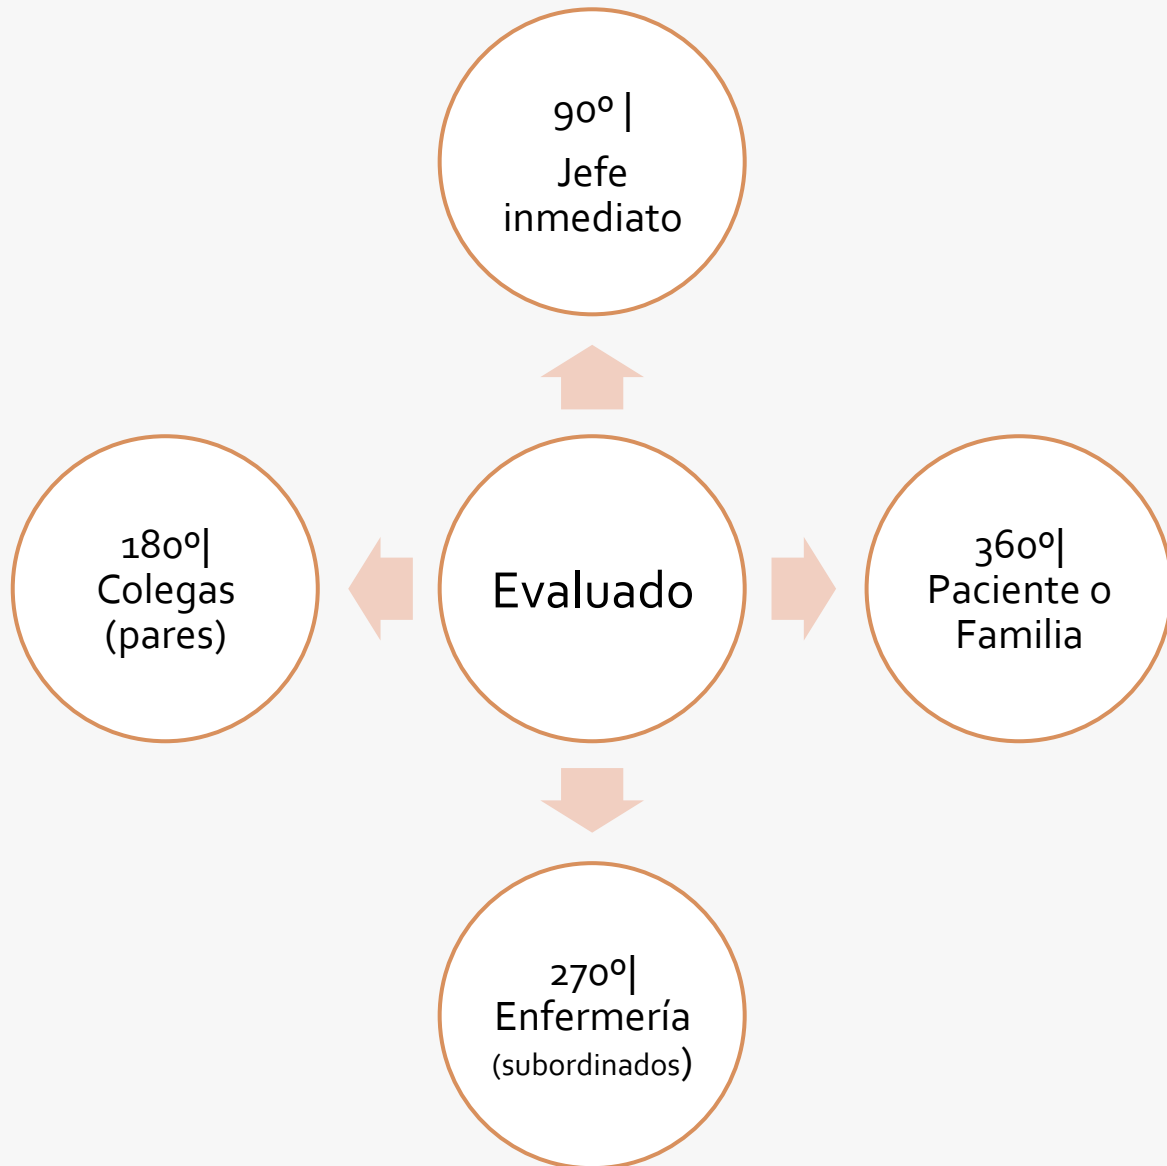 90º |
Jefe
inmediato
180º|
Colegas
(pares)
Evaluado
360º|
Paciente o
Familia
270º|
Enfermería
(subordinados)